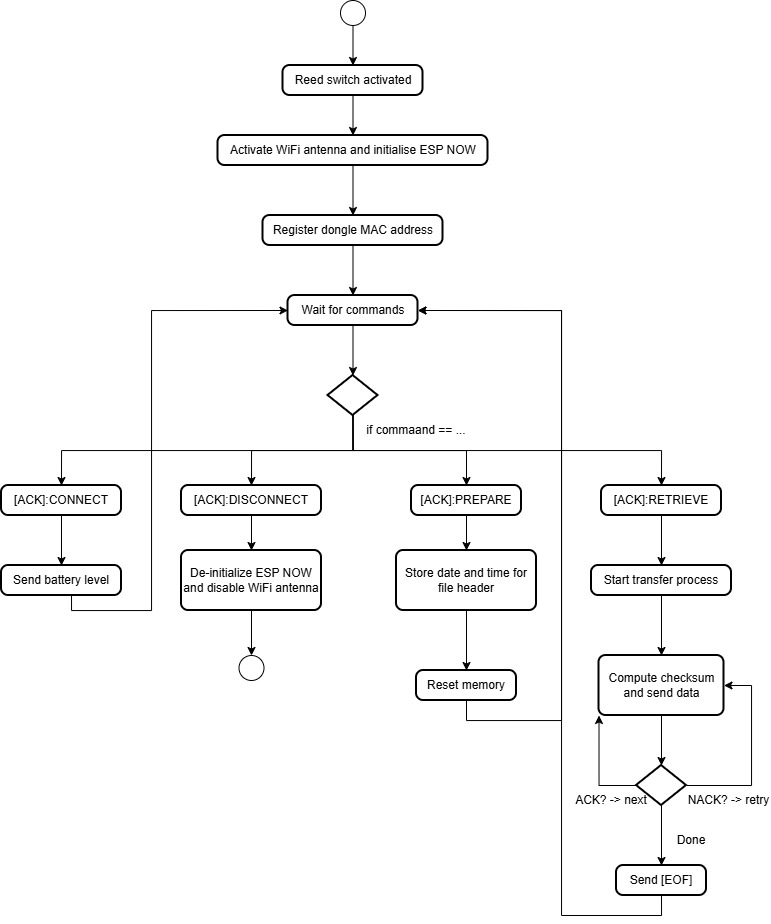 Reed switch activated
Activate WiFi antenna and initialise ESP NOW
Register dongle MAC address
Wait for commands
if commaand == ...
[ACK]:CONNECT
[ACK]:DISCONNECT
[ACK]:PREPARE
[ACK]:RETRIEVE
Send battery level
De-initialize ESP NOW
and disable WiFi antenna
Store date and time for
file header
Start transfer process
Reset memory
Compute checksum
and send data
ACK? -> next
NACK? -> retry
Done
Send [EOF]